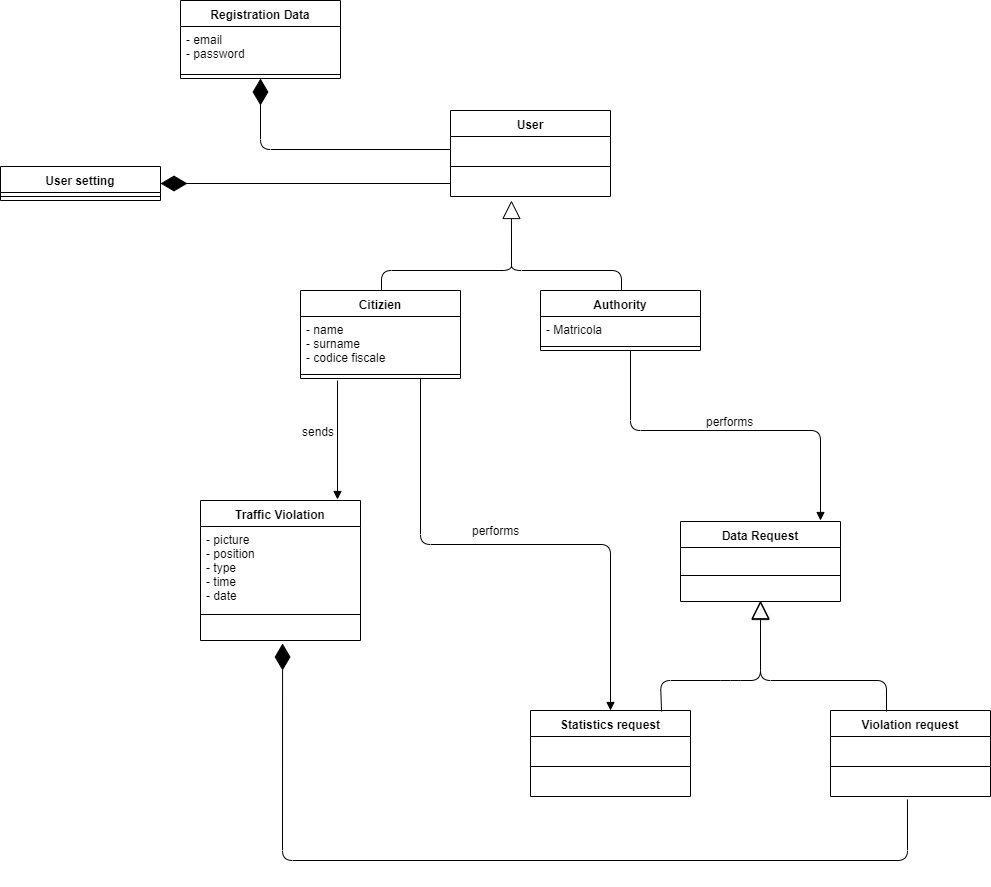 Registration Data
- email
- password
User
User setting
Citizien
- name
- surname
- codice fiscale
Authority
- Matricola
sends
performs
performs
Traffic Violation
- picture
- position
- type
- time
- date
Data Request
Statistics request
Violation request